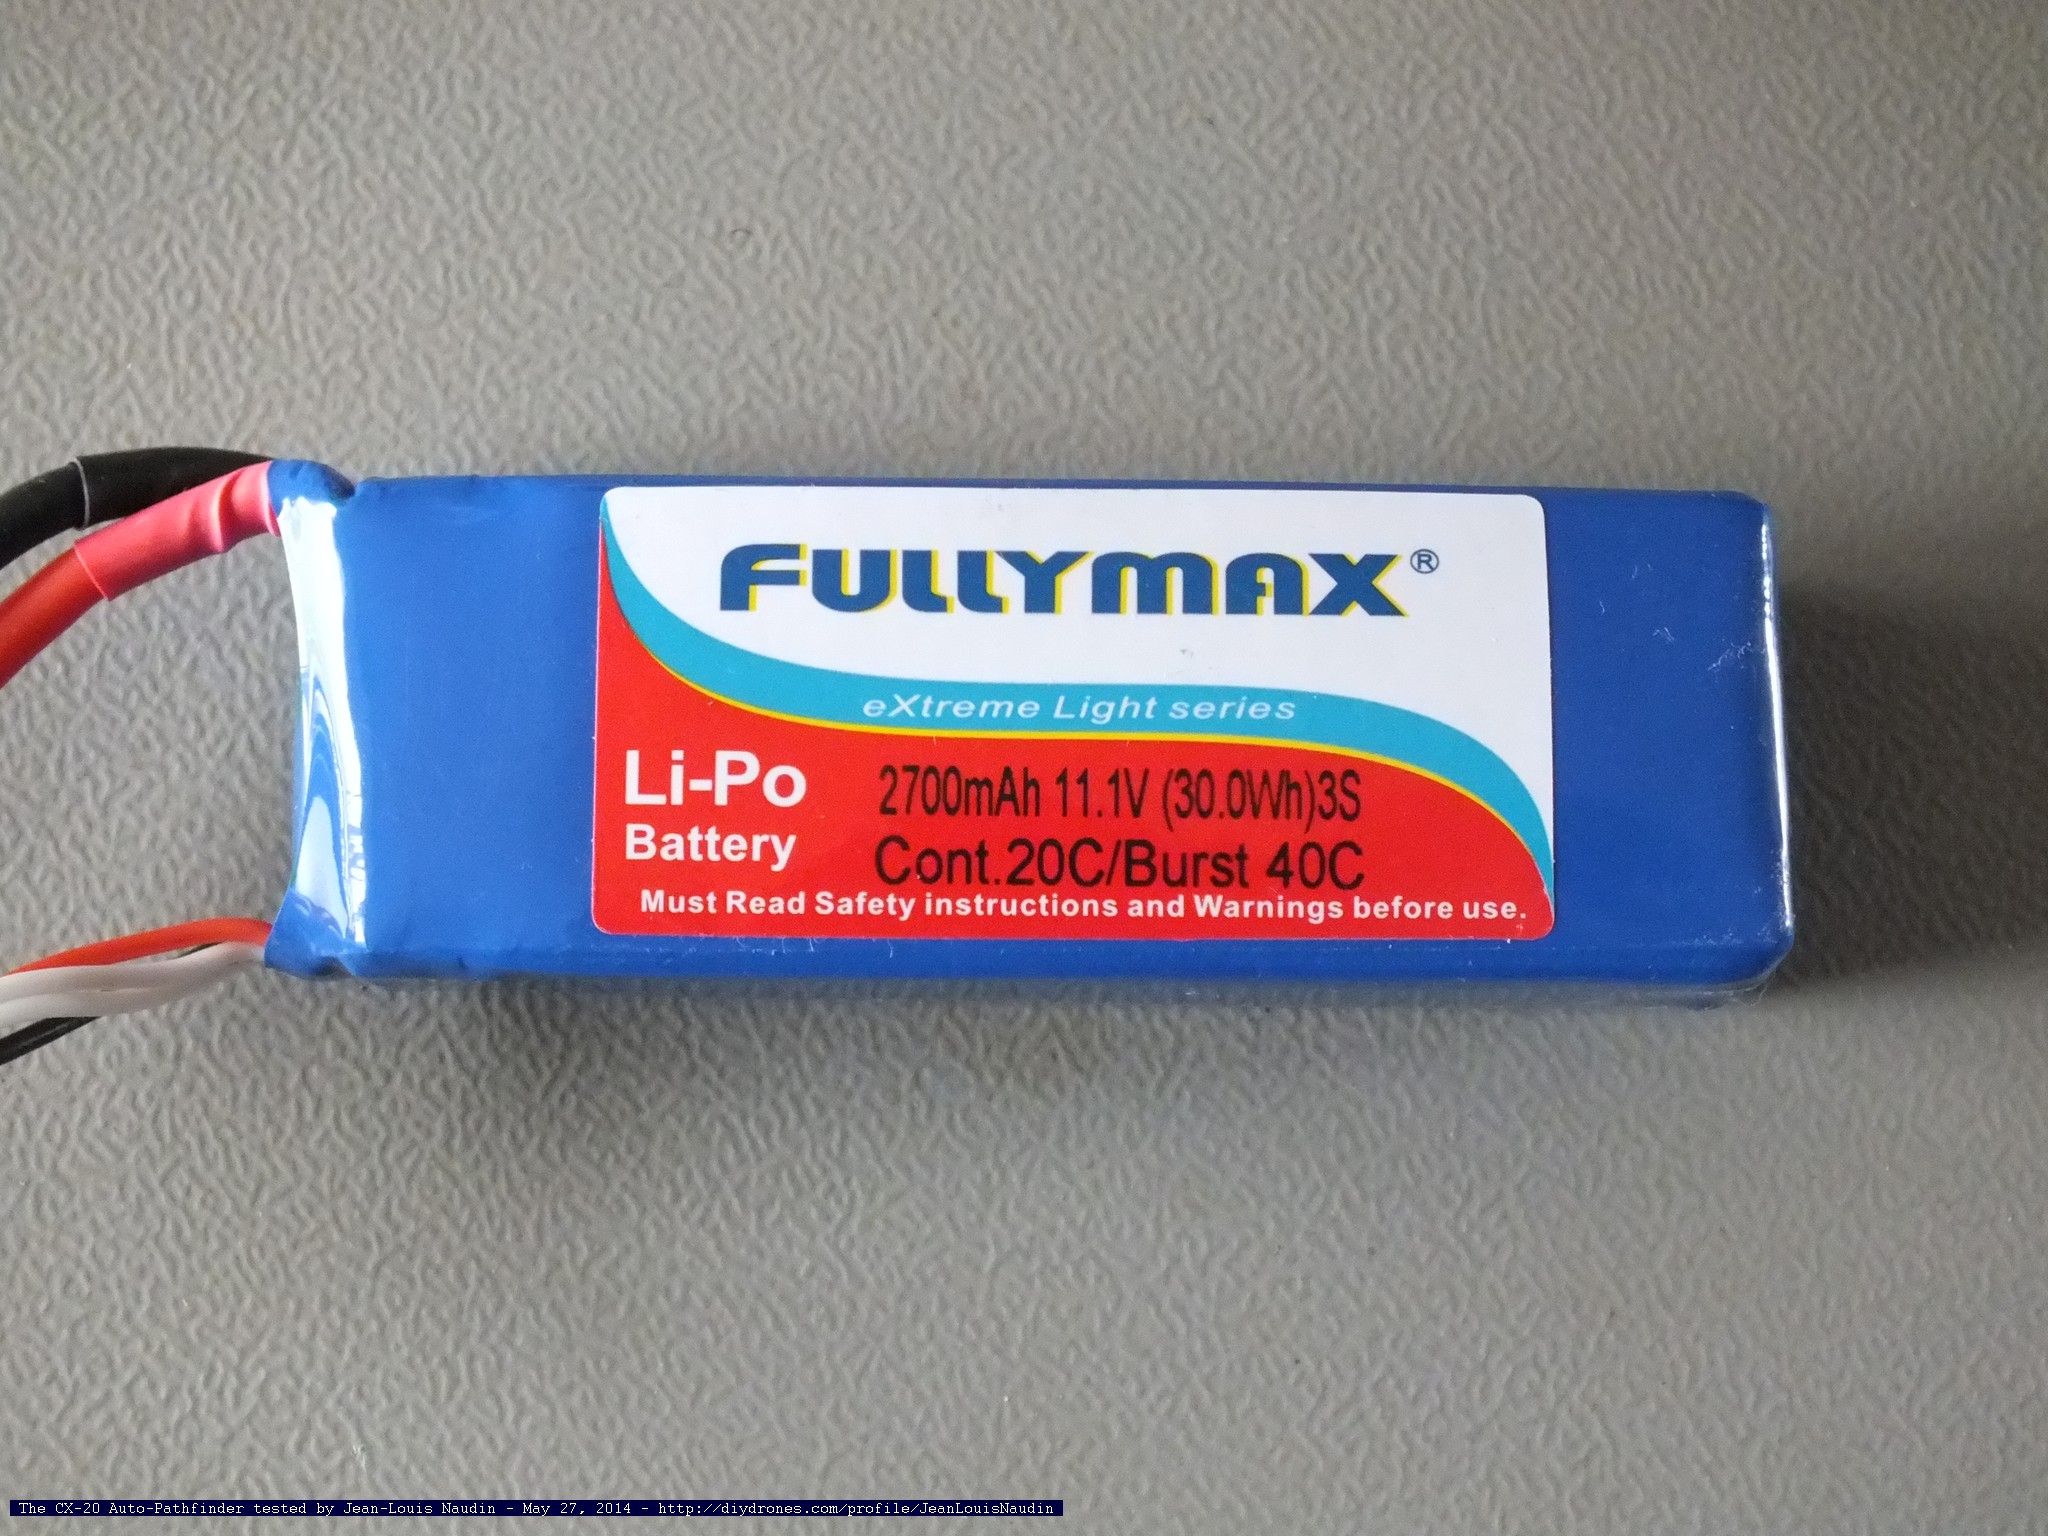 FULLYMAX®
eXtreme Light series
Li-Po
Battery
2700mAh 11.1V (30.0Wh)3S
Cont.20C/Burst 40C
Must Read Safety instructions and Warnings before use.
The CX-20 Auto-Pathfinder tested by Jean-Louis Naudin - May 27, 2014 - http://diydrones.com/profile/JeanLouisNaudin